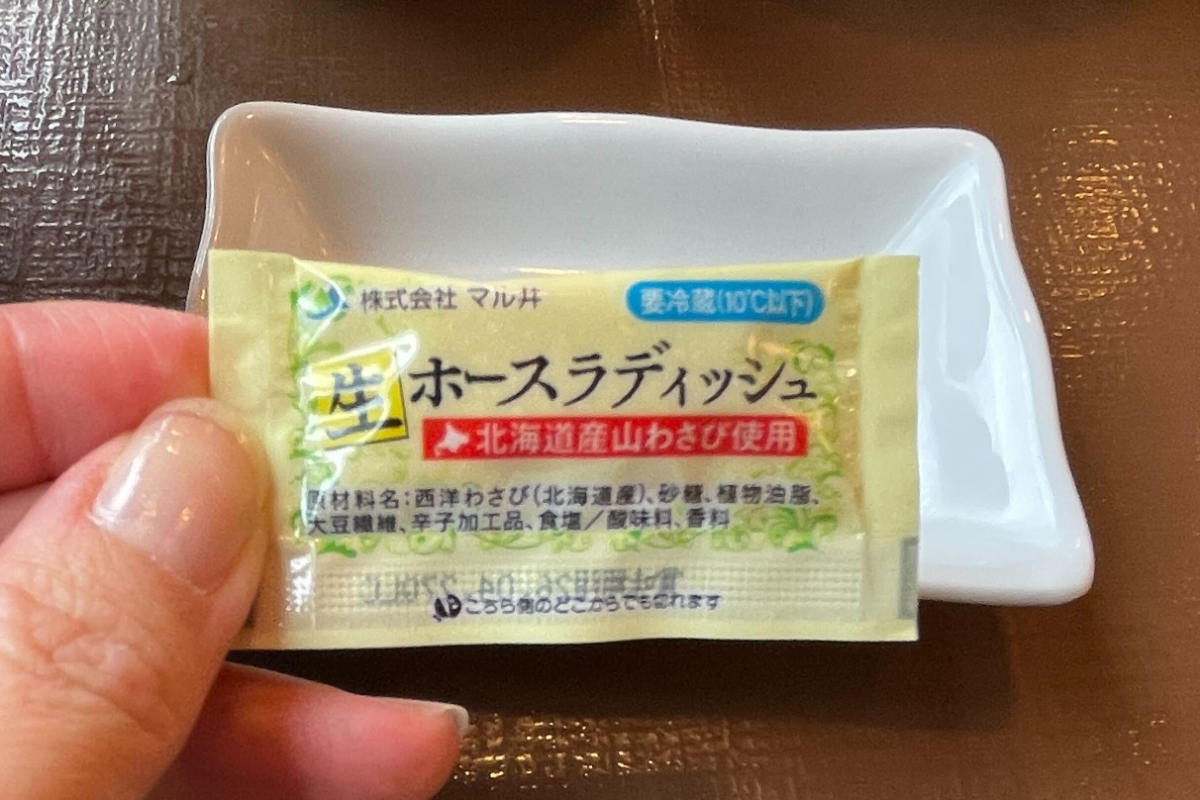 株式会社 マル井
要冷蔵(10℃以下)
生ホースラディッシュ
北海道産山わさび使用
原材料名:西洋わさび(北海道産)、砂糖、植物油脂、
大豆繊維、辛子加工品、食塩/酸味料、香料
こちら側のどこからでも切れます